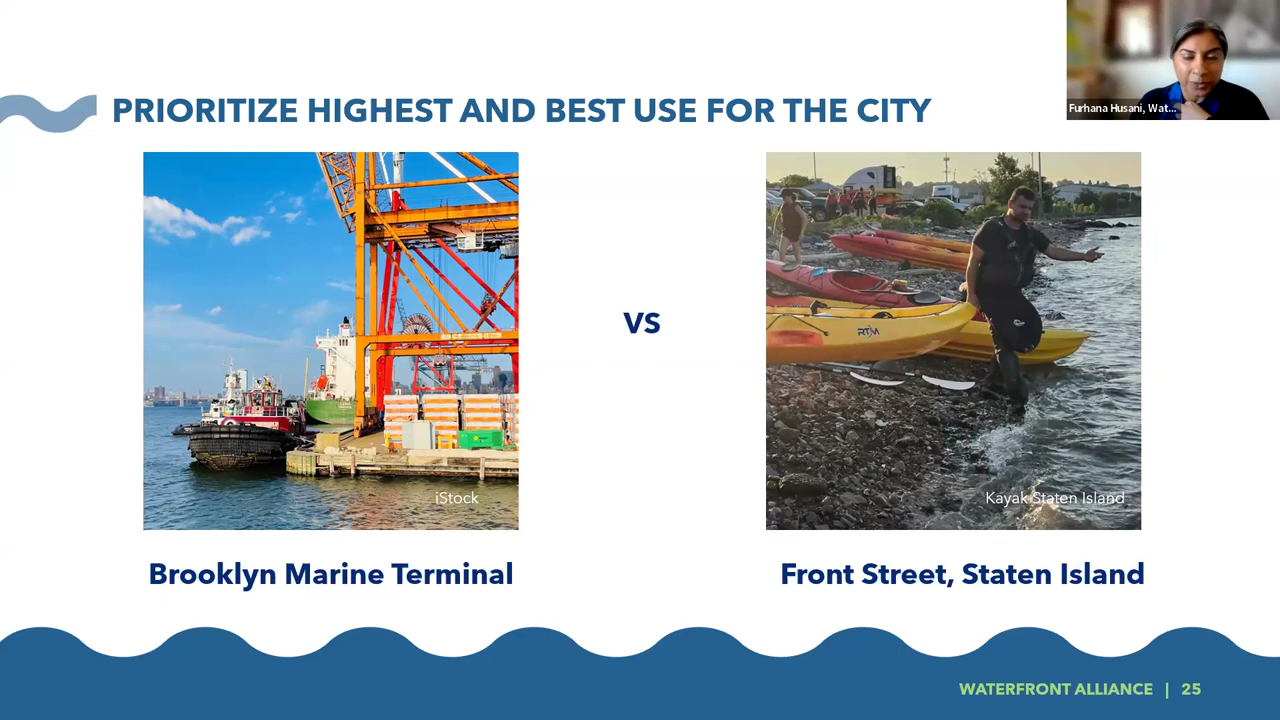 Furhana Husani, Wat...
PRIORITIZE HIGHEST AND BEST USE FOR THE CITY
VS
RTM
iStock
Kayak Staten Island
Brooklyn Marine Terminal
Front Street, Staten Island
WATERFRONT ALLIANCE | 25